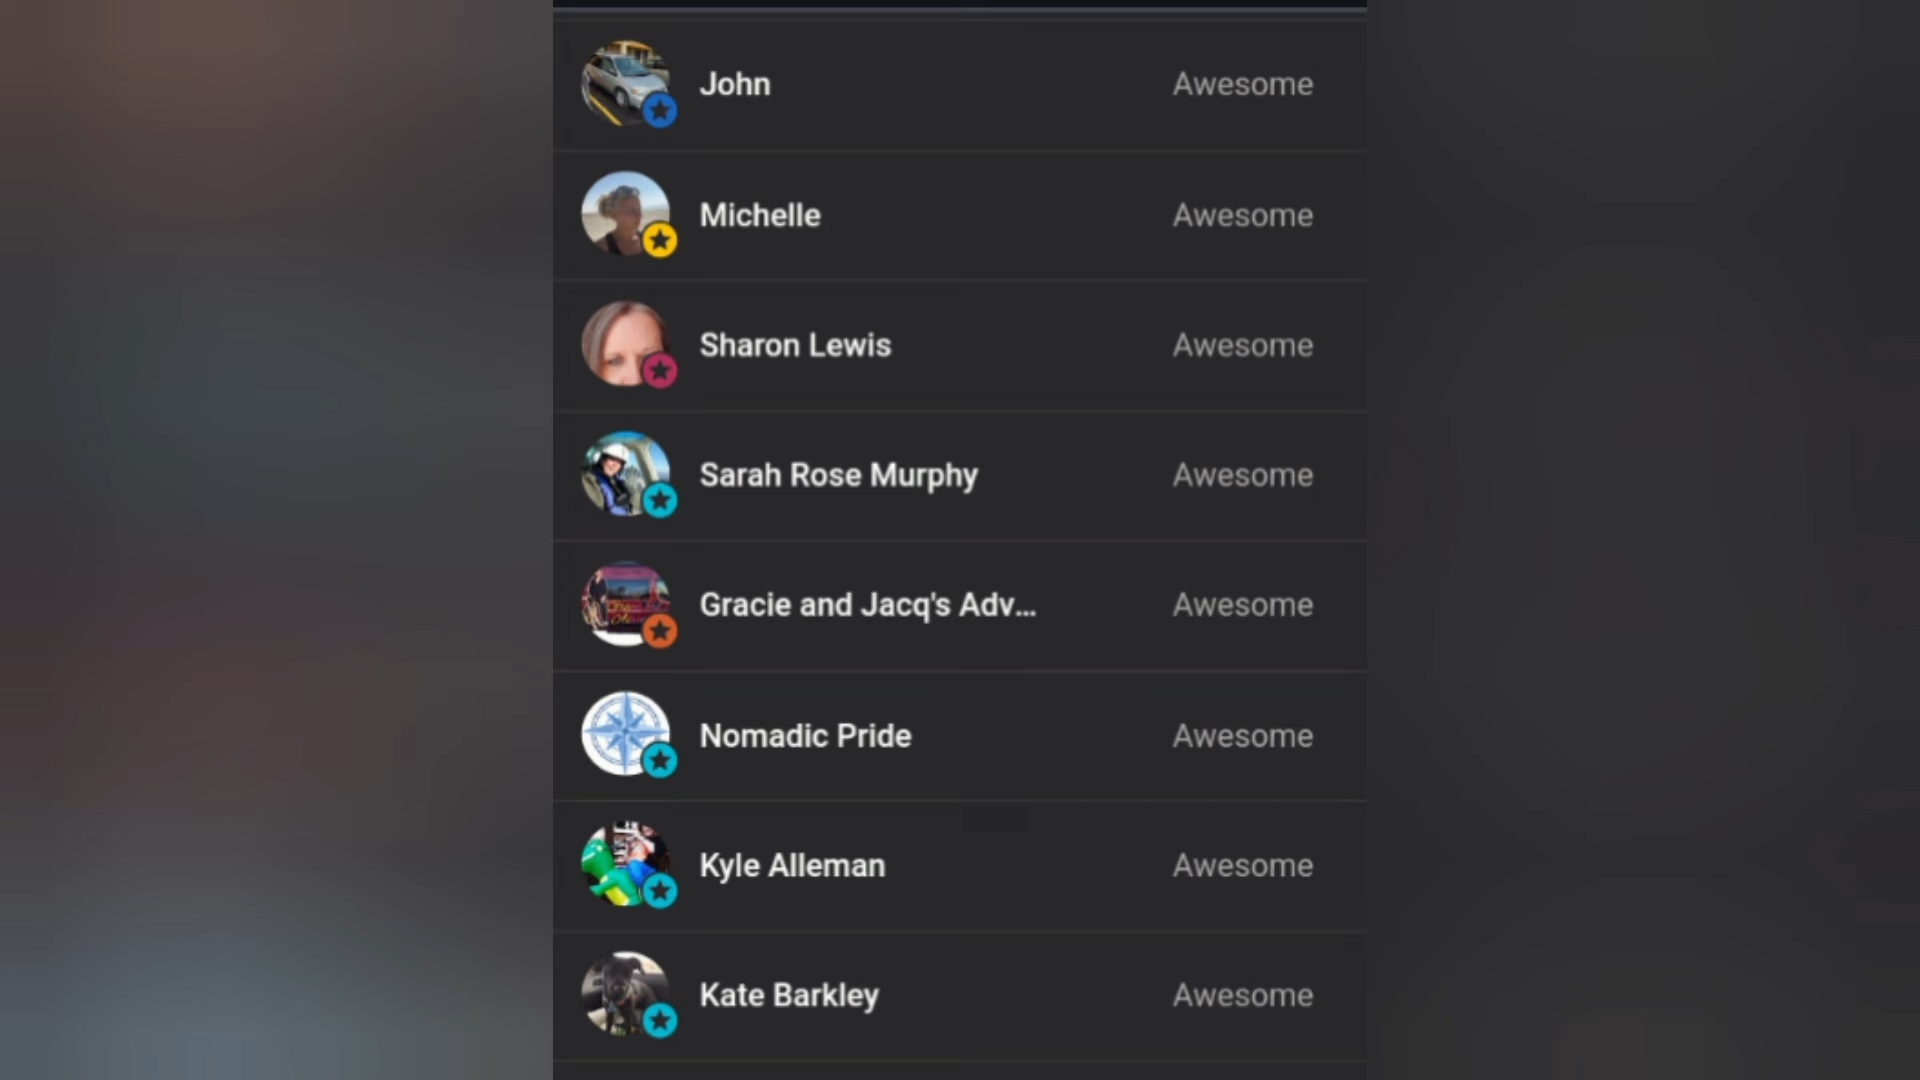 John Awesome
Michelle Awesome
Sharon Lewis Awesome
Sarah Rose Murphy Awesome
Gracie and Jacq's Adv... Awesome
Nomadic Pride Awesome
Kyle Alleman Awesome
Kate Barkley Awesome